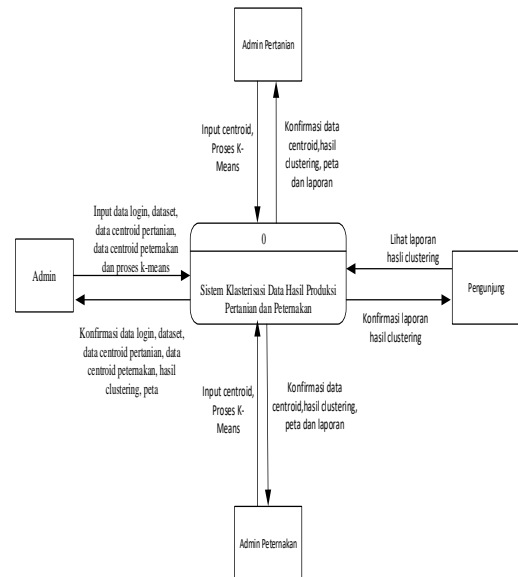 Admin Pertanian
Input centroid,
Proses K-
Means
Konfirmasi data
centroid,hasil
clustering, peta
dan laporan
Input data login, dataset,
data centroid pertanian,
data centroid peternakan
dan proses k-means
Admin
Konfirmasi data login, dataset,
data centroid pertanian, data
centroid peternakan, hasil
clustering, peta
0
Sistem Klasterisasi Data Hasil Produksi
Pertanian dan Peternakan
Lihat laporan
hasli clustering
Pengunjung
Konfirmasi laporan
hasil clustering
Input centroid,
Proses K-
Means
Konfirmasi data
centroid,hasil clustering,
peta dan laporan
Admin Peternakan